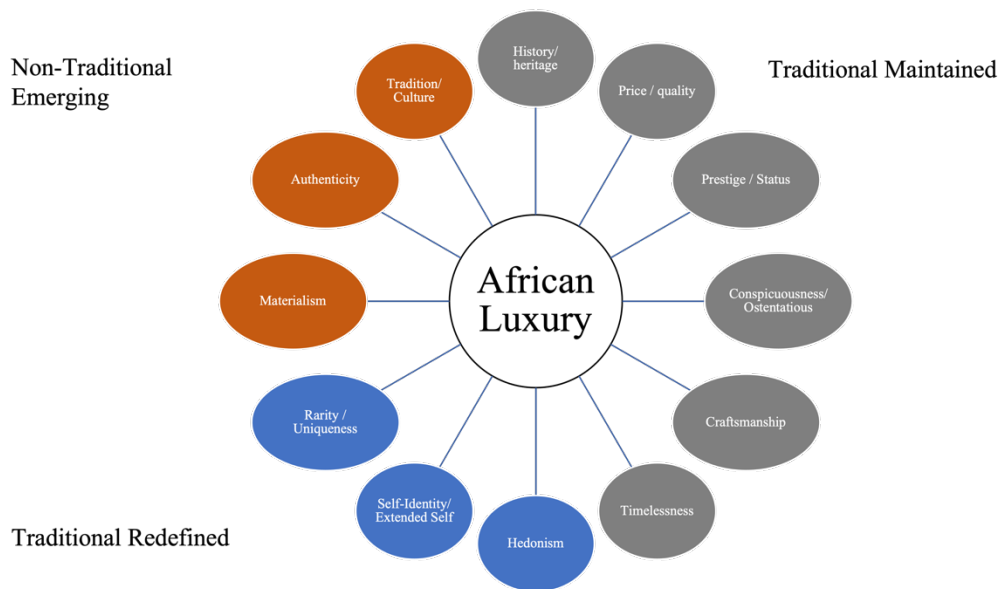 Non-Traditional
Emerging
Traditional Maintained
History/
heritage
Price / quality
Prestige / Status
Conspicuousness/
Ostentatious
Craftsmanship
Timelessness
Hedonism
Self-Identity/
Extended Self
Rarity /
Uniqueness
Materialism
Authenticity
Tradition/
Culture
African
Luxury
Traditional Redefined